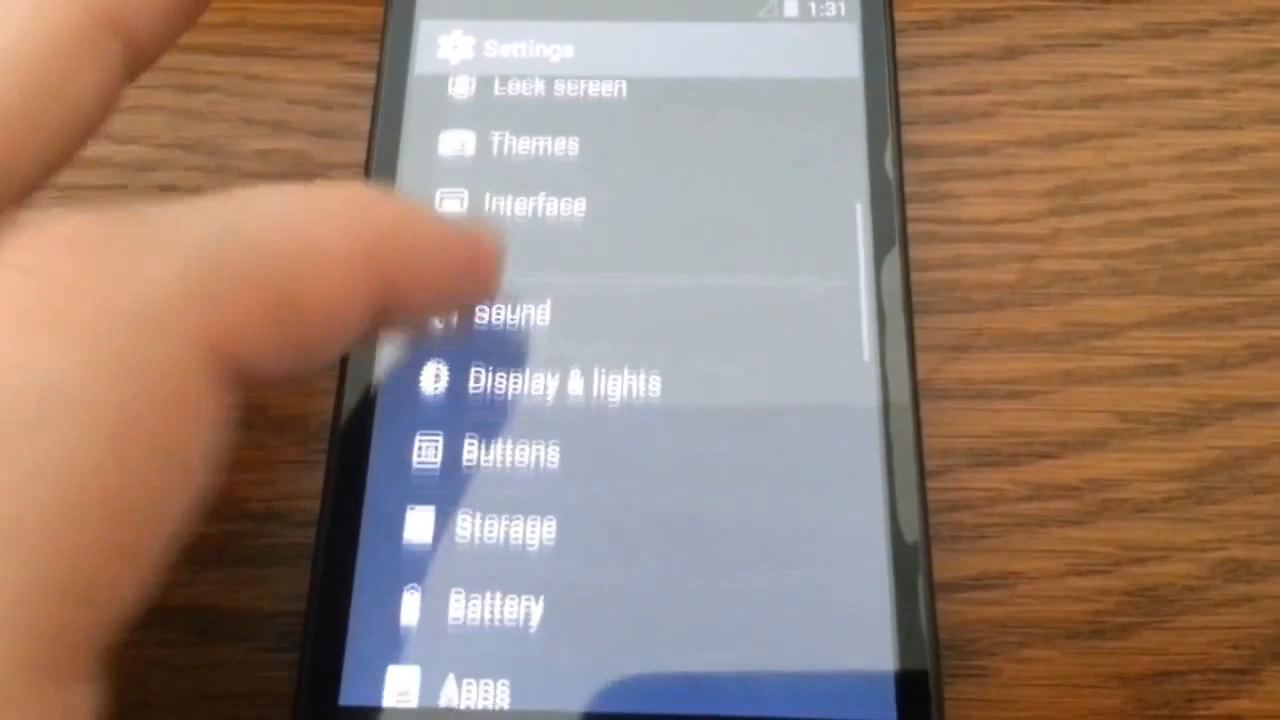 1:31
Settings
Lock screen
Themes
Interface
Sound
Display & lights
Buttons
Storage
Battery
Apps